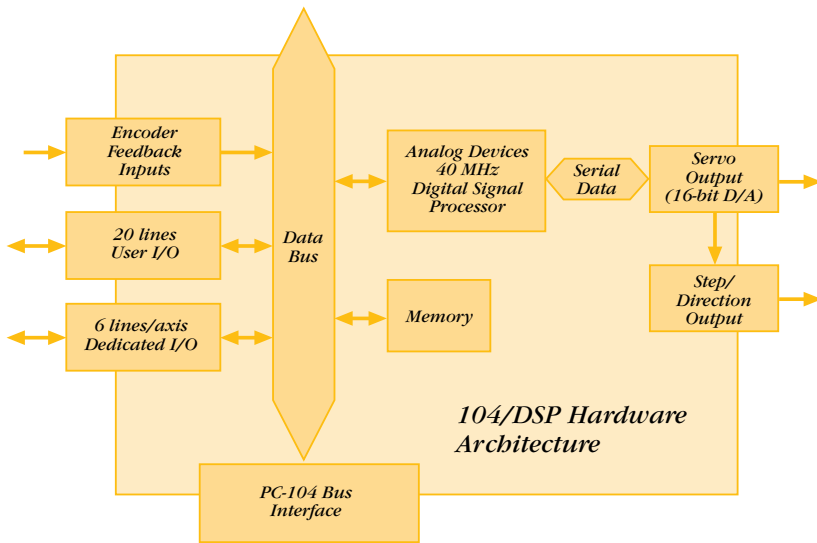 Encoder
Feedback
Inputs
20 lines
User I/O
6 lines/axis
Dedicated I/O
Data
Bus
Analog Devices
40 MHz
Digital Signal
Processor
Serial
Data
Servo
Output
(16-bit D/A)
Step/
Direction
Output
Memory
104/DSP Hardware
Architecture
PC-104 Bus
Interface